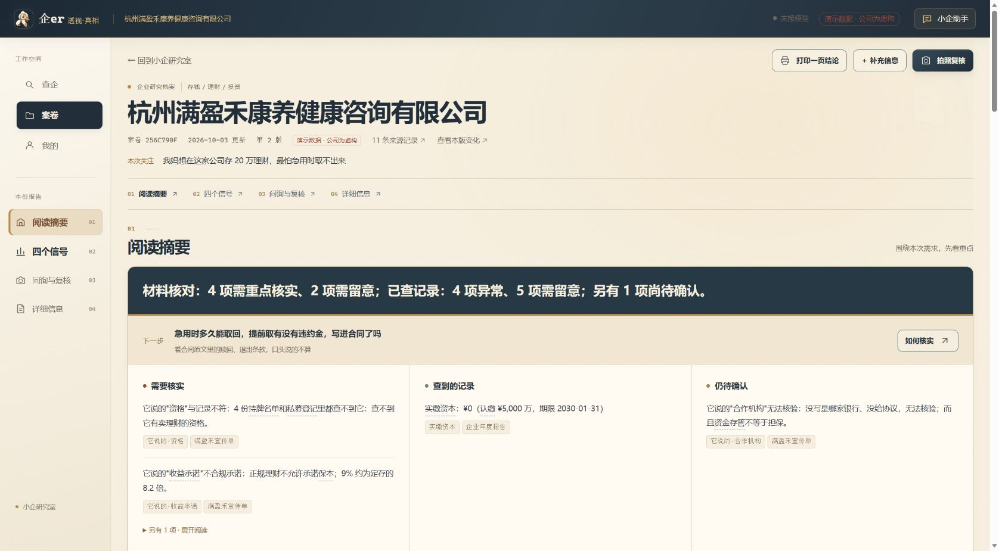 企er 透视·真相
杭州满盈禾康养健康咨询有限公司
未接模型
演示数据·公司为虚构
小企助手
工作空间
查企
案卷
我的
本份报告
阅读摘要 01
四个信号 02
问询与复核 03
详细信息 04
小企研究室
← 回到小企研究室
打印一页结论
+ 补充信息
拍照复核
企业研究档案
存钱 / 理财 / 投资
杭州满盈禾康养健康咨询有限公司
案卷 256C790F 2026-10-03 更新 第 2 版 演示数据·公司为虚构 11 条来源记录 ↗ 查看本版变化 ↗
本次关注 我妈想在这家公司存 20 万理财，最怕急用时取不出来
01 阅读摘要 ↗ 02 四个信号 ↗ 03 问询与复核 ↗ 04 详细信息 ↗
01
阅读摘要
围绕本次需求，先看重点
材料核对：4 项需重点核实、2 项需留意；已查记录：4 项异常、5 项需留意；另有 1 项尚待确认。
下一步
急用时多久能取回，提前取有没有违约金，写进合同了吗
看合同原文里的赎回、退出条款，口头说的不算
如何核实 ↗
需要核实
它说的"资格"与记录不符：4 份持牌名单和私募登记里都查不到它：查不到
它有卖理财的资格。
它说的·资格 满盈禾宣传单
它说的"收益承诺"不合规承诺：正规理财不允许承诺保本；9% 约为定存的
8.2 倍。
它说的·收益承诺 满盈禾宣传单
▶ 另有 1 项·展开阅读
查到的记录
实缴资本：¥0（认缴 ¥5,000 万，期限 2030-01-31）
实缴资本 企业年度报告
仍待确认
它说的"合作机构"无法核验：没写是哪家银行、没给协议，无法核验；而
且资金存管不等于担保。
它说的·合作机构 满盈禾宣传单